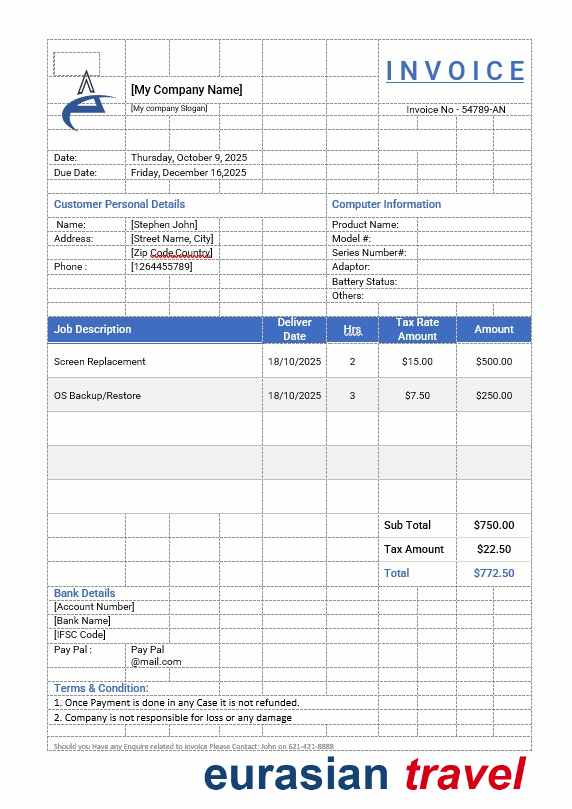 INVOICE
[My Company Name]
[My company Slogan]
Invoice No - 54789-AN
Date: Thursday, October 9, 2025
Due Date: Friday, December 16,2025
Customer Personal Details Computer Information
Name: [Stephen John] Product Name:
Address: [Street Name, City] Model #:
[Zip Code,Country] Series Number#:
Phone : [1264455789] Adaptor:
Battery Status:
Others:
Job Description Deliver Date Hrs Tax Rate Amount Amount
Screen Replacement 18/10/2025 2 $15.00 $500.00
OS Backup/Restore 18/10/2025 3 $7.50 $250.00
Sub Total $750.00
Tax Amount $22.50
Total $772.50
Bank Details
[Account Number]
[Bank Name]
[IFSC Code]
Pay Pal : Pay Pal
@mail.com
Terms & Condition:
1. Once Payment is done in any Case it is not refunded.
2. Company is not responsible for loss or any damage
Should you Have any Enquire related to invoice Please Contact John on 621-421-8888
eurasian travel